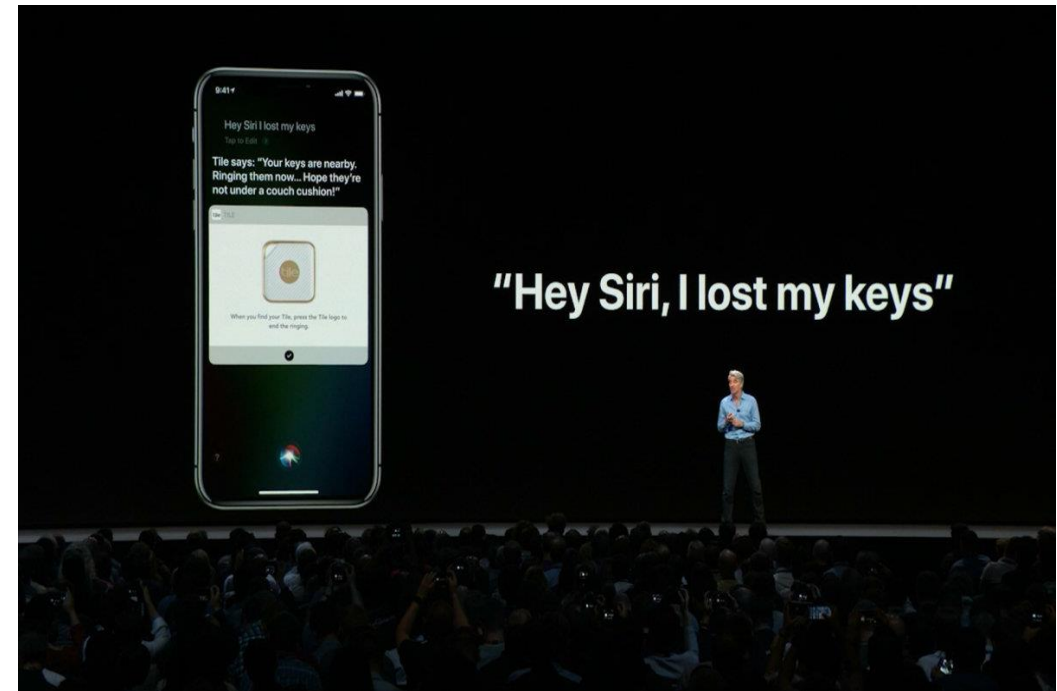 9:41
Hey Siri I lost my keys
Tap to Edit
Tile says: “Your keys are nearby.
Ringing them now... Hope they’re
not under a couch cushion!”
tile TILE
tile
When you find your Tile, press the Tile logo to
end the ringing.
?
“Hey Siri, I lost my keys”